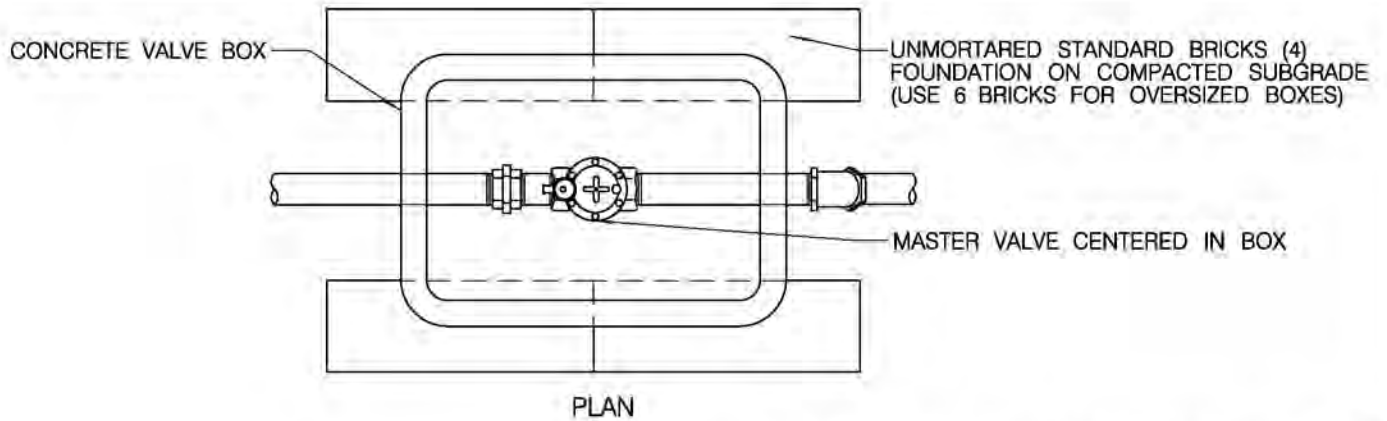 CONCRETE VALVE BOX
UNMORTARED STANDARD BRICKS (4)
FOUNDATION ON COMPACTED SUBGRADE
(USE 6 BRICKS FOR OVERSIZED BOXES)
MASTER VALVE CENTERED IN BOX
PLAN